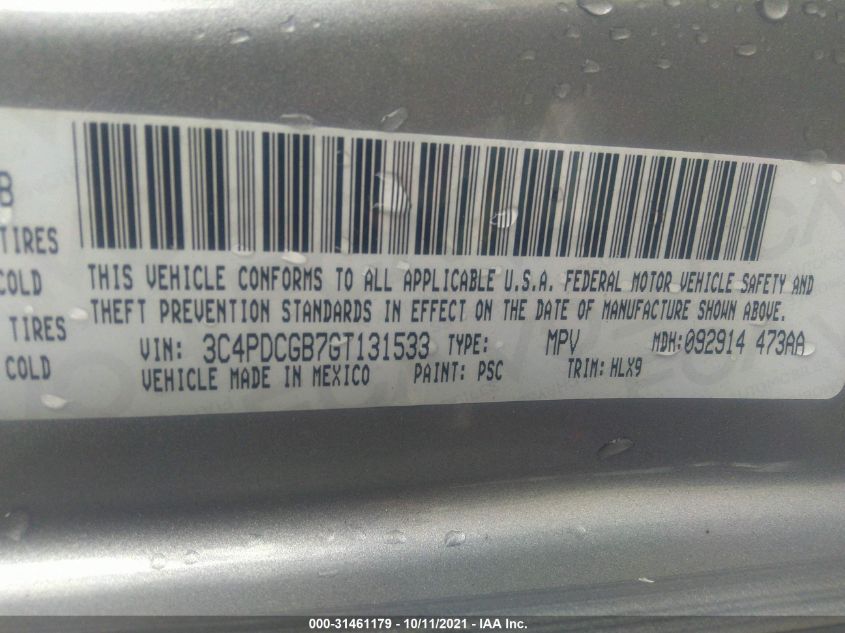 B
TIRES
COLD
TIRES
COLD
THIS VEHICLE CONFORMS TO ALL APPLICABLE U.S.A. FEDERAL MOTOR VEHICLE SAFETY AND
THEFT PREVENTION STANDARDS IN EFFECT ON THE DATE OF MANUFACTURE SHOWN ABOVE.
VIN: 3C4PDCGB7GT131533 TYPE: MPV MDH:092914 473AA
VEHICLE MADE IN MEXICO PAINT: PSC TRIM: HLX9
000-31461179 - 10/11/2021 - IAA Inc.